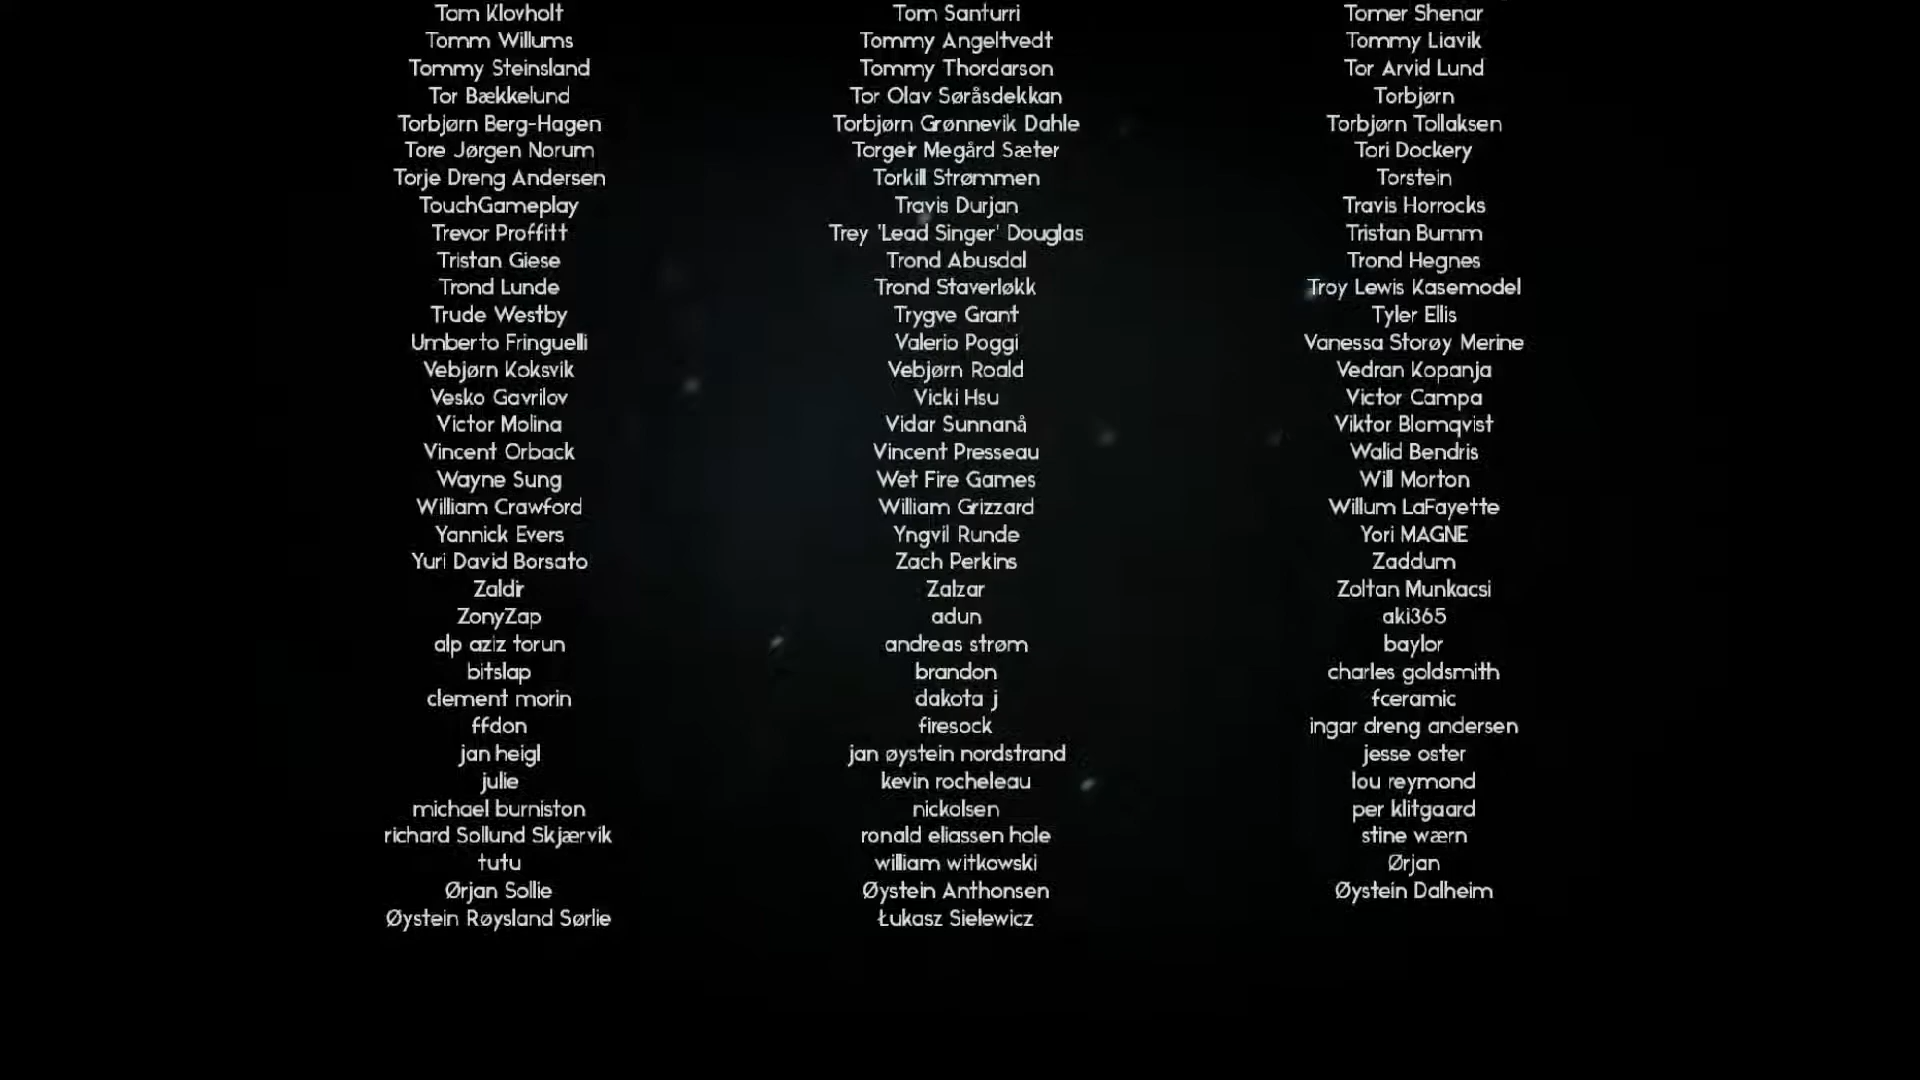 Tom Klovholt Tom Santurri Tomer Shenar
Tomm Willums Tommy Angeltvedt Tommy Liavik
Tommy Steinsland Tommy Thordarson Tor Arvid Lund
Tor Bækkelund Tor Olav Søråsdekkan Torbjørn
Torbjørn Berg-Hagen Torbjørn Grønnevik Dahle Torbjørn Tollaksen
Tore Jørgen Norum Torgeir Megård Sæter Tori Dockery
Torje Dreng Andersen Torkill Strømmen Torstein
TouchGameplay Travis Durjan Travis Horrocks
Trevor Proffitt Trey 'Lead Singer' Douglas Tristan Bumm
Tristan Giese Trond Abusdal Trond Hegnes
Trond Lunde Trond Staverløkk Troy Lewis Kasemodel
Trude Westby Trygve Grant Tyler Ellis
Umberto Fringuelli Valerio Poggi Vanessa Storøy Merine
Vebjørn Koksvik Vebjørn Roald Vedran Kopanja
Vesko Gavrilov Vicki Hsu Victor Campa
Victor Molina Vidar Sunnanå Viktor Blomqvist
Vincent Orback Vincent Presseau Walid Bendris
Wayne Sung Wet Fire Games Will Morton
William Crawford William Grizzard Willum LaFayette
Yannick Evers Yngvil Runde Yori MAGNE
Yuri David Borsato Zach Perkins Zaddum
Zaldir Zalzar Zoltan Munkacsi
ZonyZap adun aki365
alp aziz torun andreas strøm baylor
bitslap brandon charles goldsmith
clement morin dakota j fceramic
ffdon firesock ingar dreng andersen
jan heigl jan øystein nordstrand jesse oster
julie kevin rocheleau lou reymond
michael burniston nickolsen per klitgaard
richard Sollund Skjærvik ronald eliassen hole stine wærn
tutu william witkowski Ørjan
Ørjan Sollie Øystein Anthonsen Øystein Dalheim
Øystein Røysland Sørlie Łukasz Sielewicz